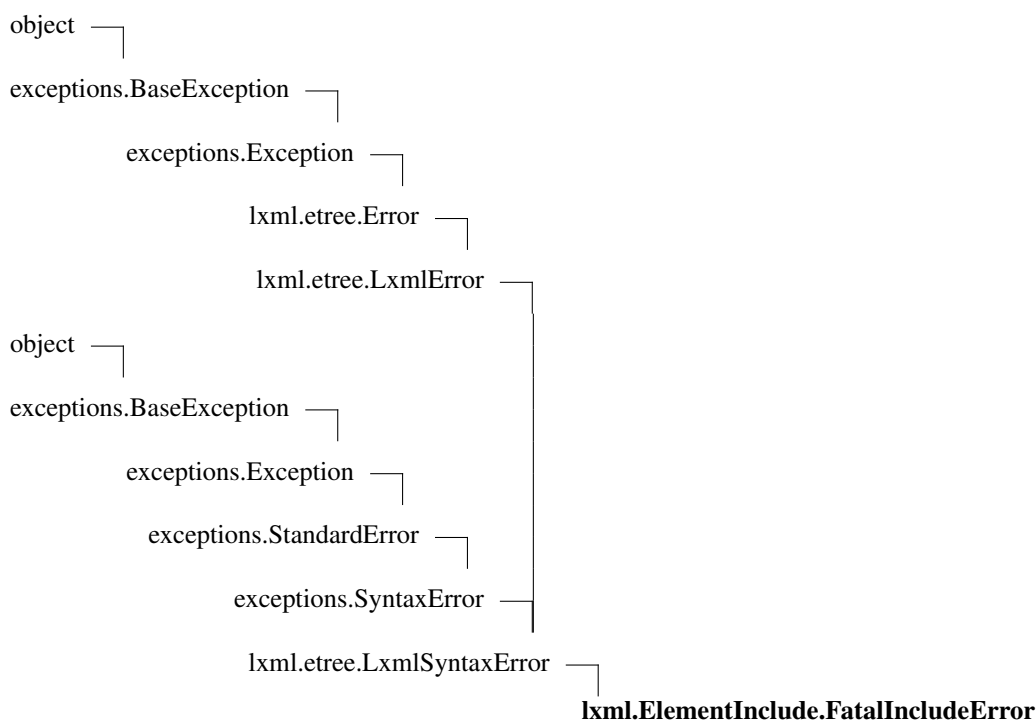 object
exceptions.BaseException
exceptions.Exception
lxml.etree.Error
lxml.etree.LxmlError
object
exceptions.BaseException
exceptions.Exception
exceptions.StandardError
exceptions.SyntaxError
lxml.etree.LxmlSyntaxError
lxml.ElementInclude.FatalIncludeError